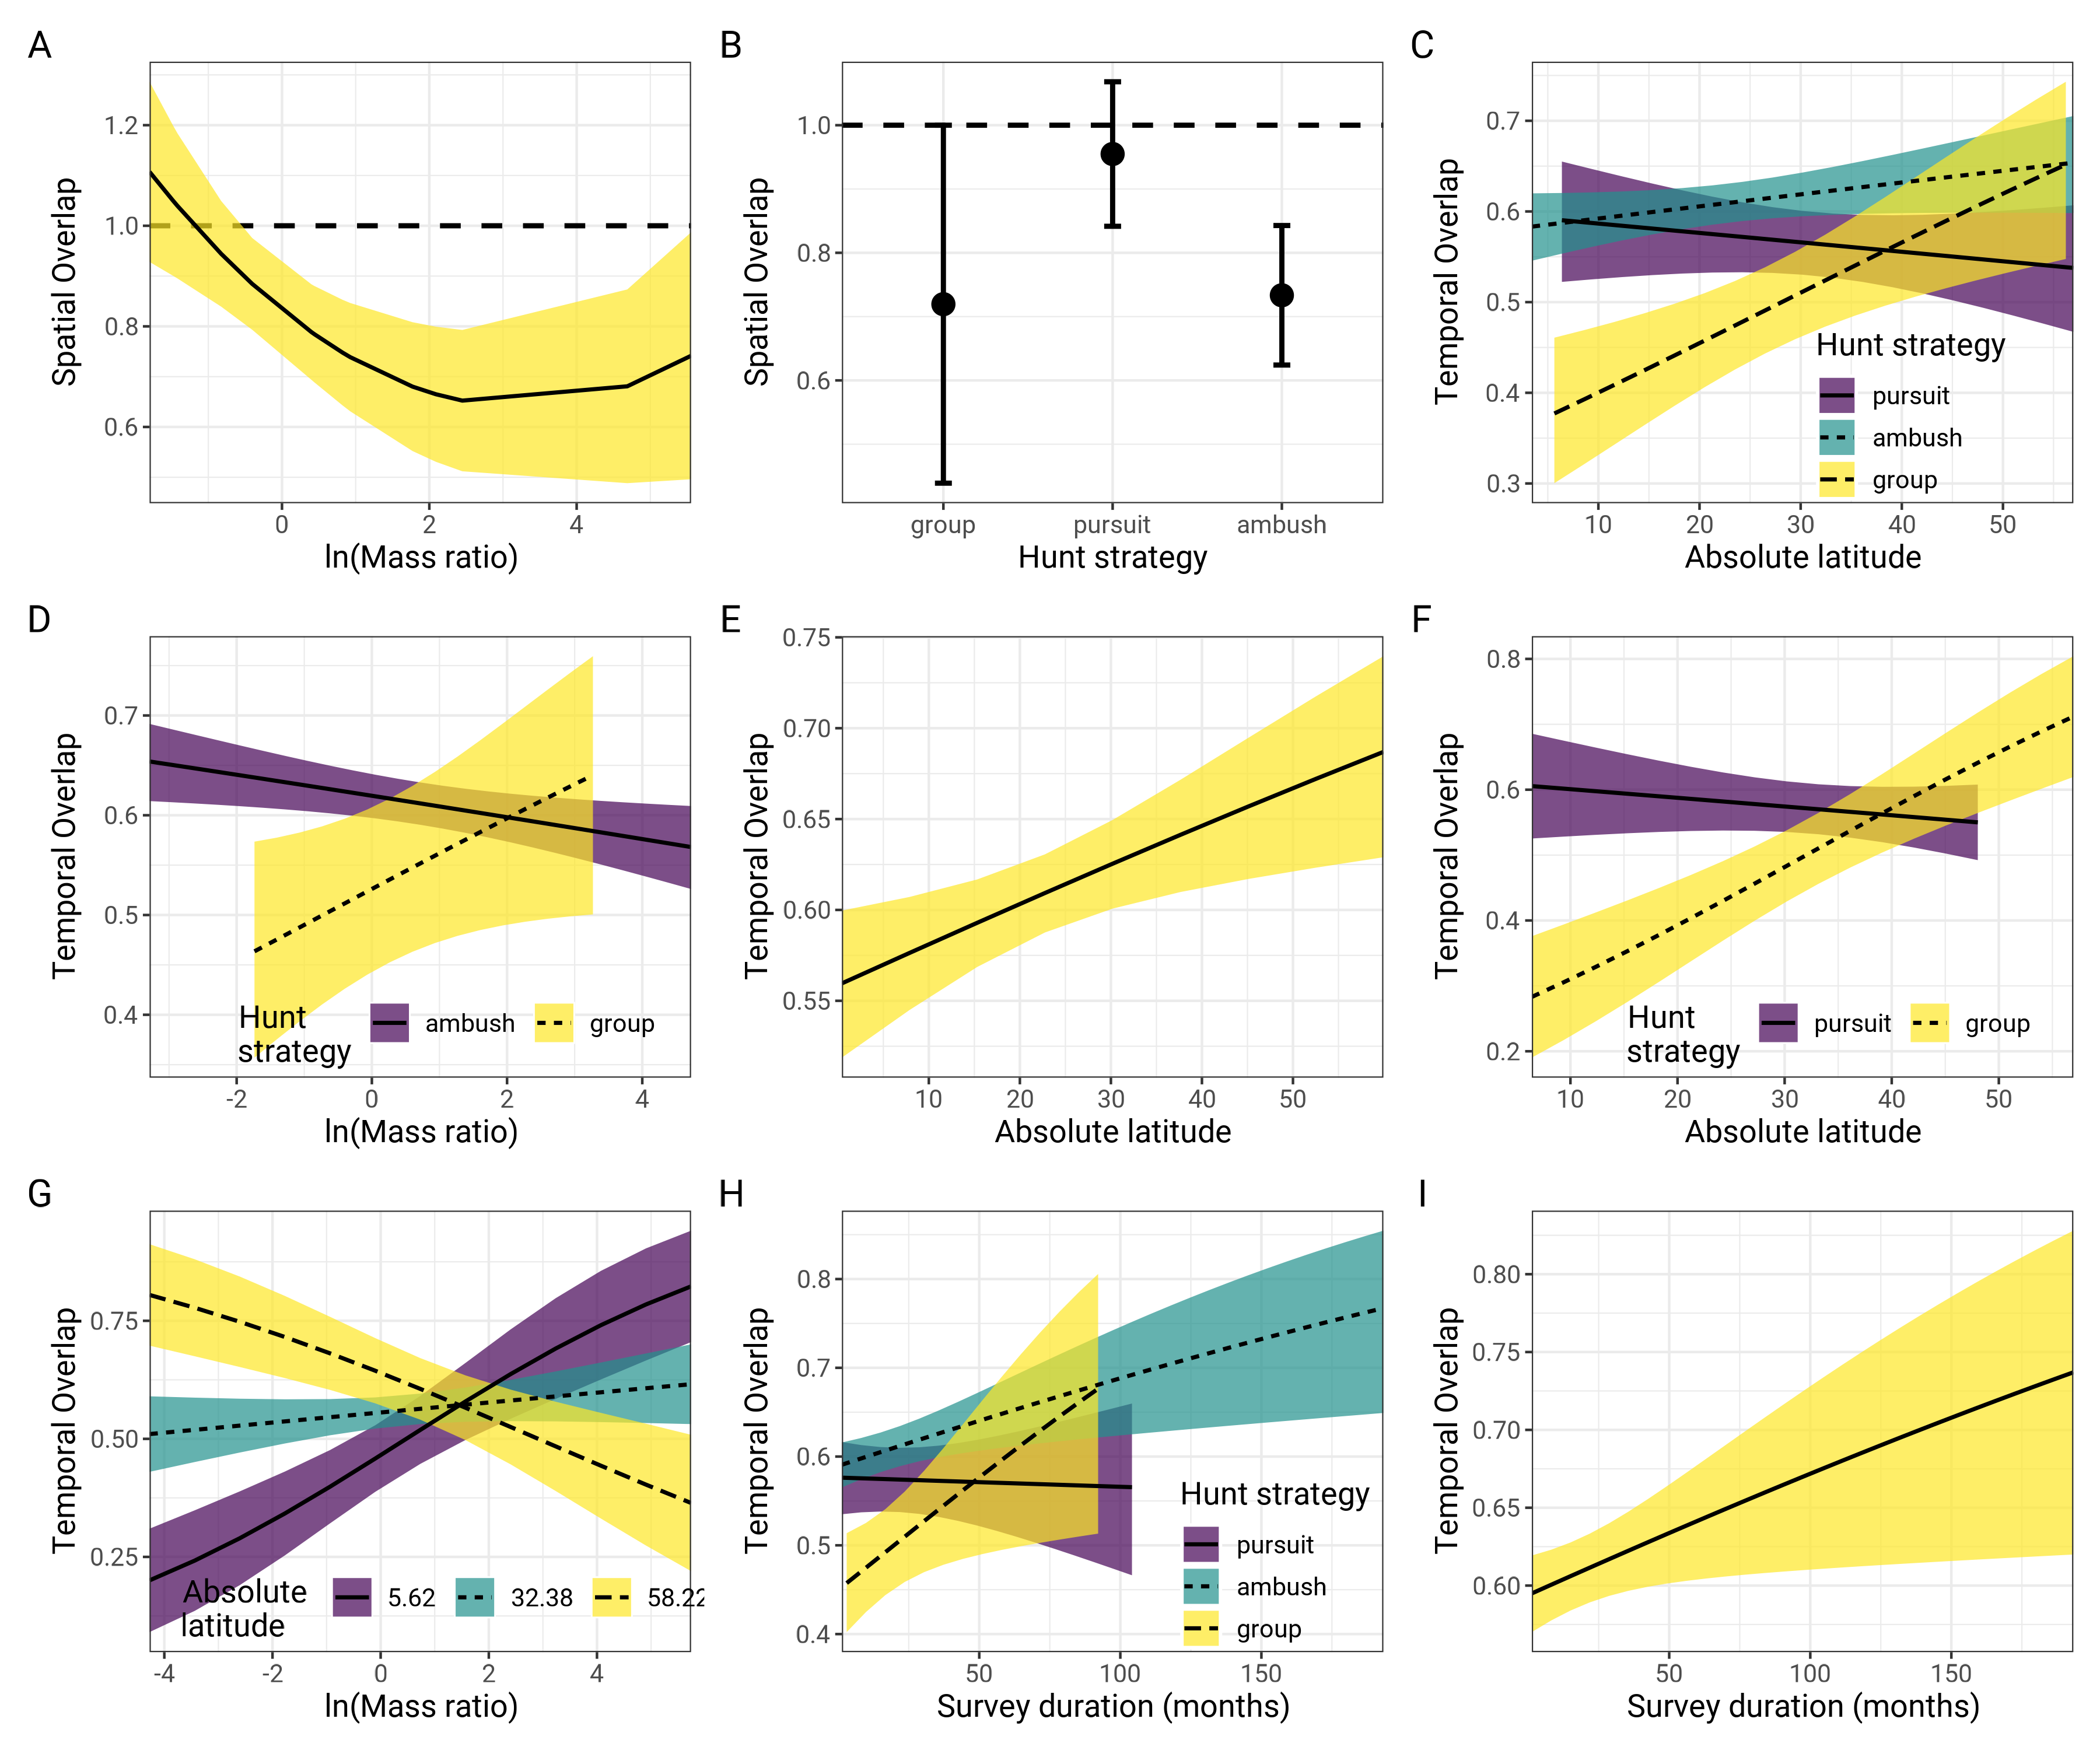 A
Spatial Overlap
1.2
1.0
0.8
0.6
0 2 4
ln(Mass ratio)
B
Spatial Overlap
1.0
0.8
0.6
group pursuit ambush
Hunt strategy
C
Temporal Overlap
0.7
0.6
0.5
0.4
0.3
Hunt strategy
pursuit
ambush
group
10 20 30 40 50
Absolute latitude
D
Temporal Overlap
0.7
0.6
0.5
0.4
Hunt
strategy
ambush group
-2 0 2 4
ln(Mass ratio)
E
Temporal Overlap
0.75
0.70
0.65
0.60
0.55
10 20 30 40 50
Absolute latitude
F
Temporal Overlap
0.8
0.6
0.4
0.2
Hunt
strategy
pursuit group
10 20 30 40 50
Absolute latitude
G
Temporal Overlap
0.75
0.50
0.25
Absolute
latitude
5.62 32.38 58.22
-4 -2 0 2 4
ln(Mass ratio)
H
Temporal Overlap
0.8
0.7
0.6
0.5
0.4
Hunt strategy
pursuit
ambush
group
50 100 150
Survey duration (months)
I
Temporal Overlap
0.80
0.75
0.70
0.65
0.60
50 100 150
Survey duration (months)